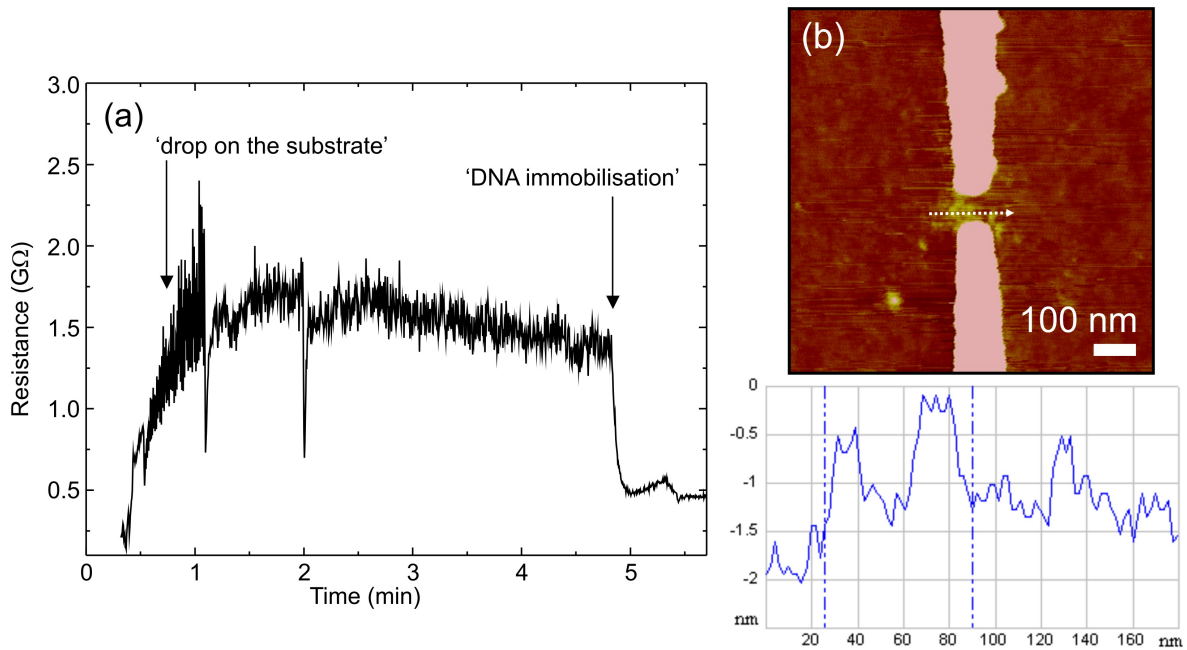 (a)
‘drop on the substrate’
‘DNA immobilisation’
Resistance (GΩ)
3.0
2.5
2.0
1.5
1.0
0.5
0 1 2 3 4 5
Time (min)
(b)
100 nm
0
-0.5
-1
-1.5
-2
nm
20 40 60 80 100 120 140 160 nm